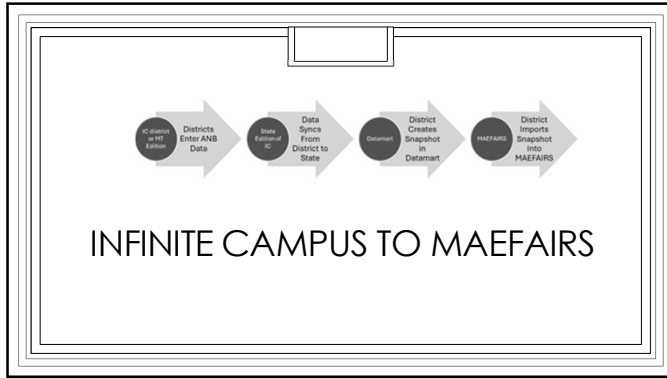 IC district
or MT
Edition
Districts
Enter ANB
Data
State
Edition of
IC
Data
Syncs
From
District to
State
Datamart
District
Creates
Snapshot
in
Datamart
MAEFAIRS
District
Imports
Snapshot
Into
MAEFAIRS
INFINITE CAMPUS TO MAEFAIRS